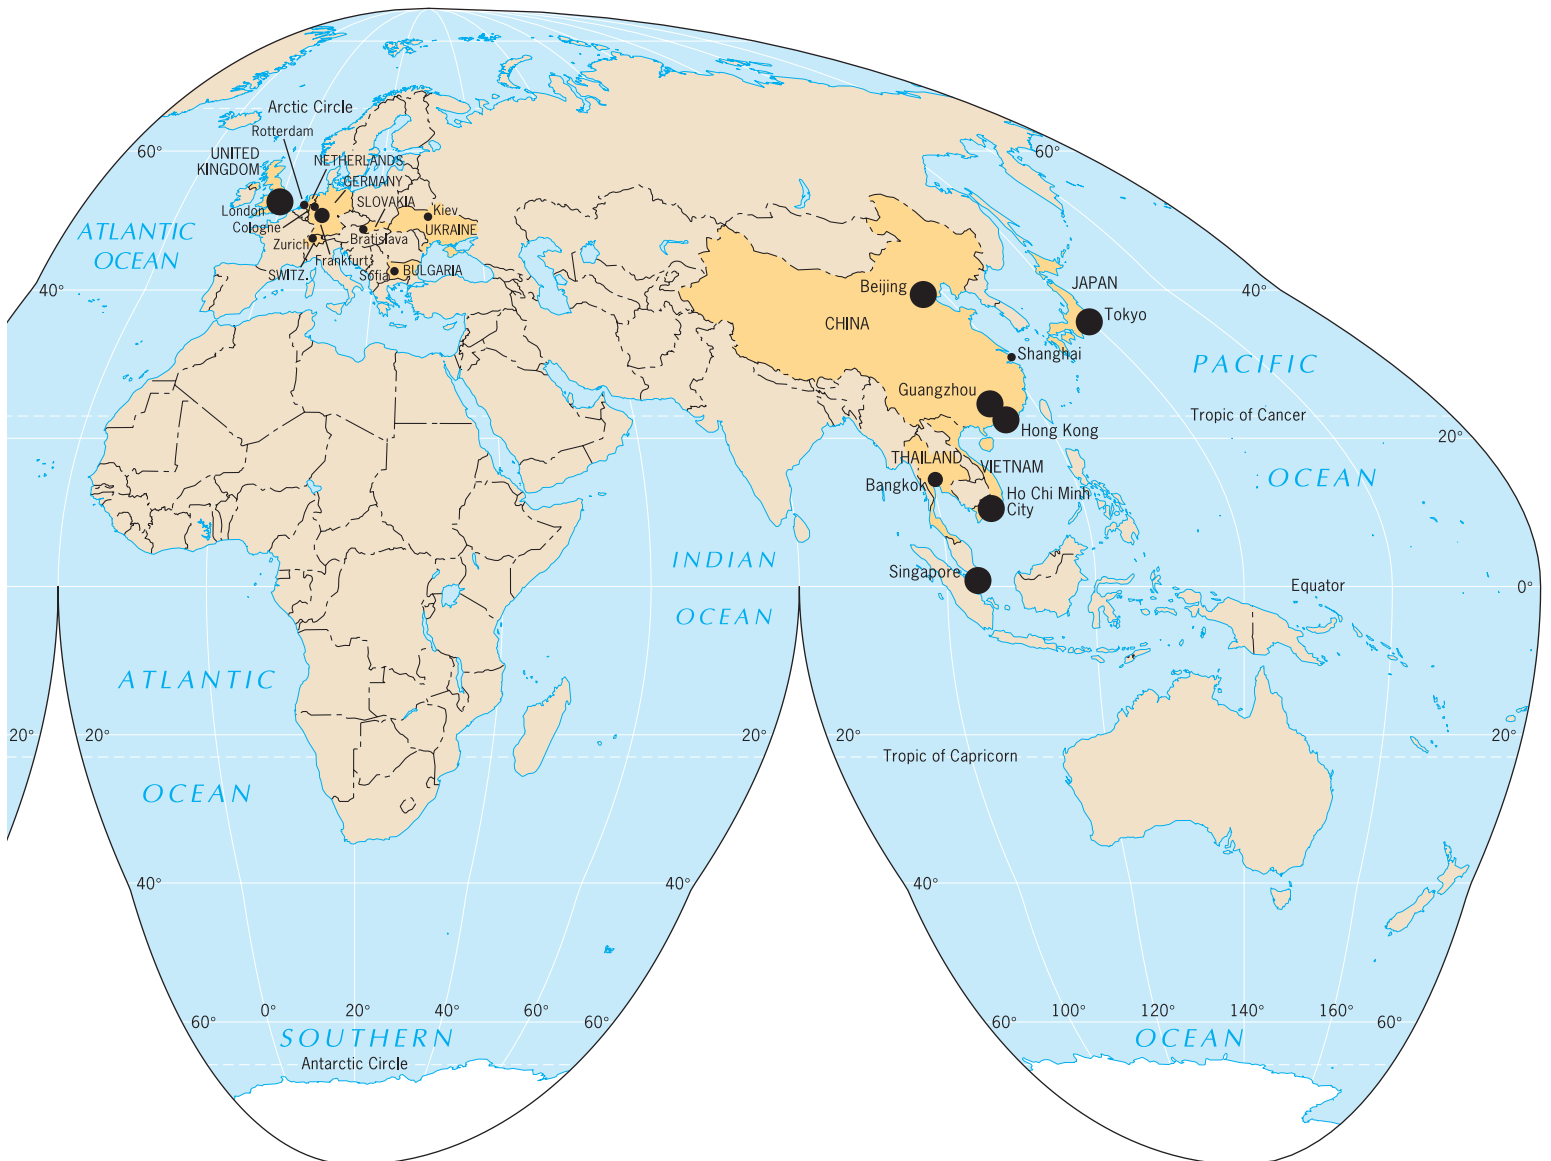 Arctic Circle
Rotterdam
60°
60°
UNITED
KINGDOM
NETHERLANDS
GERMANY
SLOVAKIA
London
Kiev
Cologne
UKRAINE
ATLANTIC
OCEAN
Zurich
Bratislava
Frankfurt
SWITZ.
Sofia
BULGARIA
40°
40°
Beijing
JAPAN
Tokyo
CHINA
Shanghai
PACIFIC
Guangzhou
Tropic of Cancer
Hong Kong
20°
THAILAND
VIETNAM
OCEAN
Bangkok
Ho Chi Minh
City
INDIAN
Singapore
Equator
0°
OCEAN
ATLANTIC
20°
20°
20°
20°
20°
Tropic of Capricorn
OCEAN
40°
40°
40°
60°
0°
20°
40°
60°
60°
60°
100°
120°
140°
160°
60°
SOUTHERN
OCEAN
Antarctic Circle